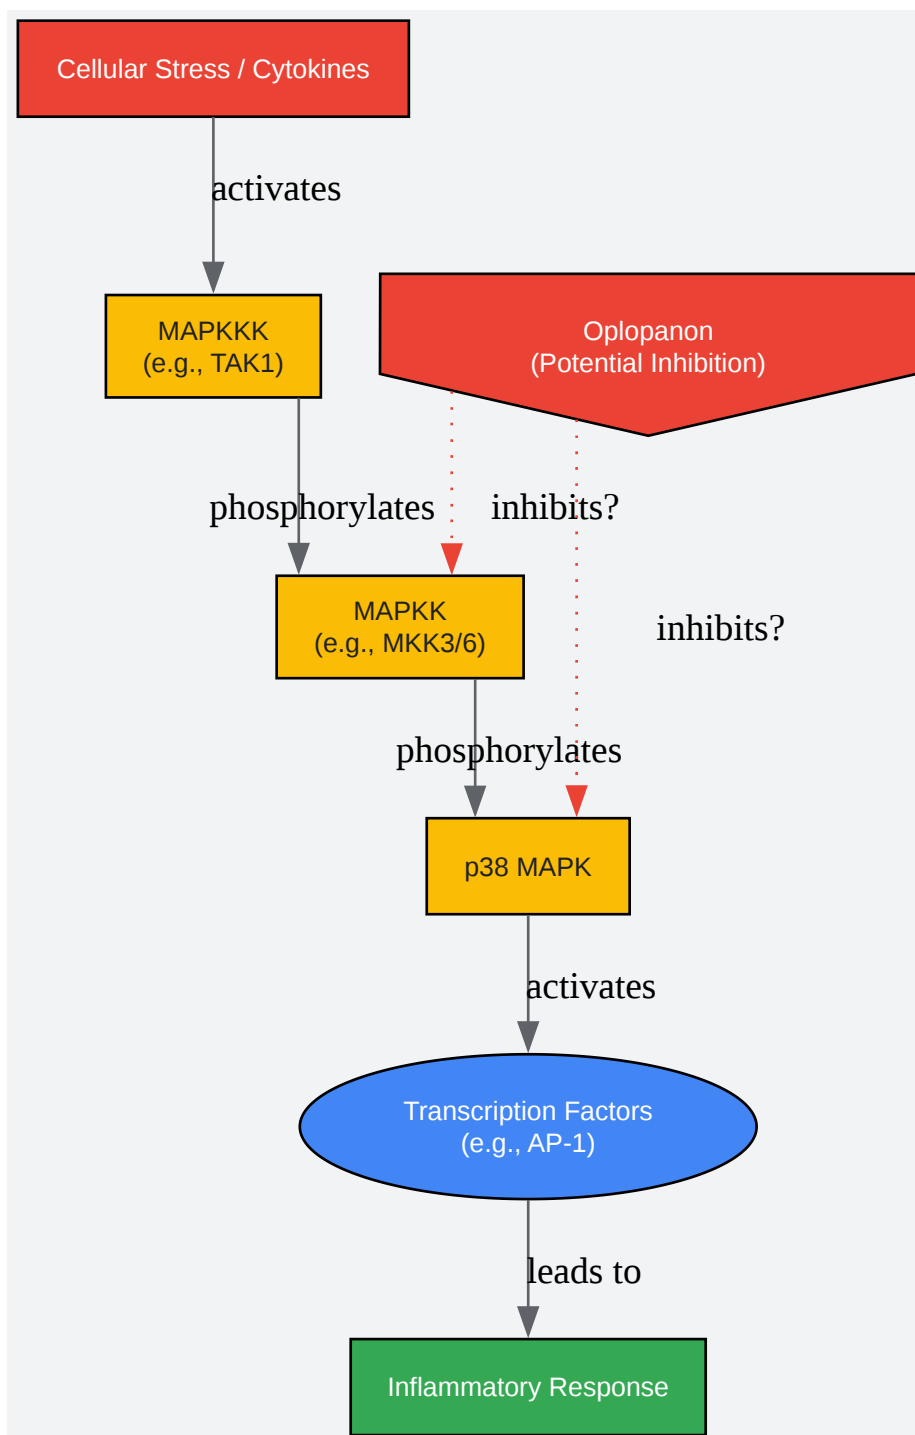 Cellular Stress / Cytokines
activates
MAPKKK
(e.g., TAK1)
Oplopanon
(Potential Inhibition)
phosphorylates
inhibits?
MAPKK
(e.g., MKK3/6)
inhibits?
phosphorylates
p38 MAPK
activates
Transcription Factors
(e.g., AP-1)
leads to
Inflammatory Response